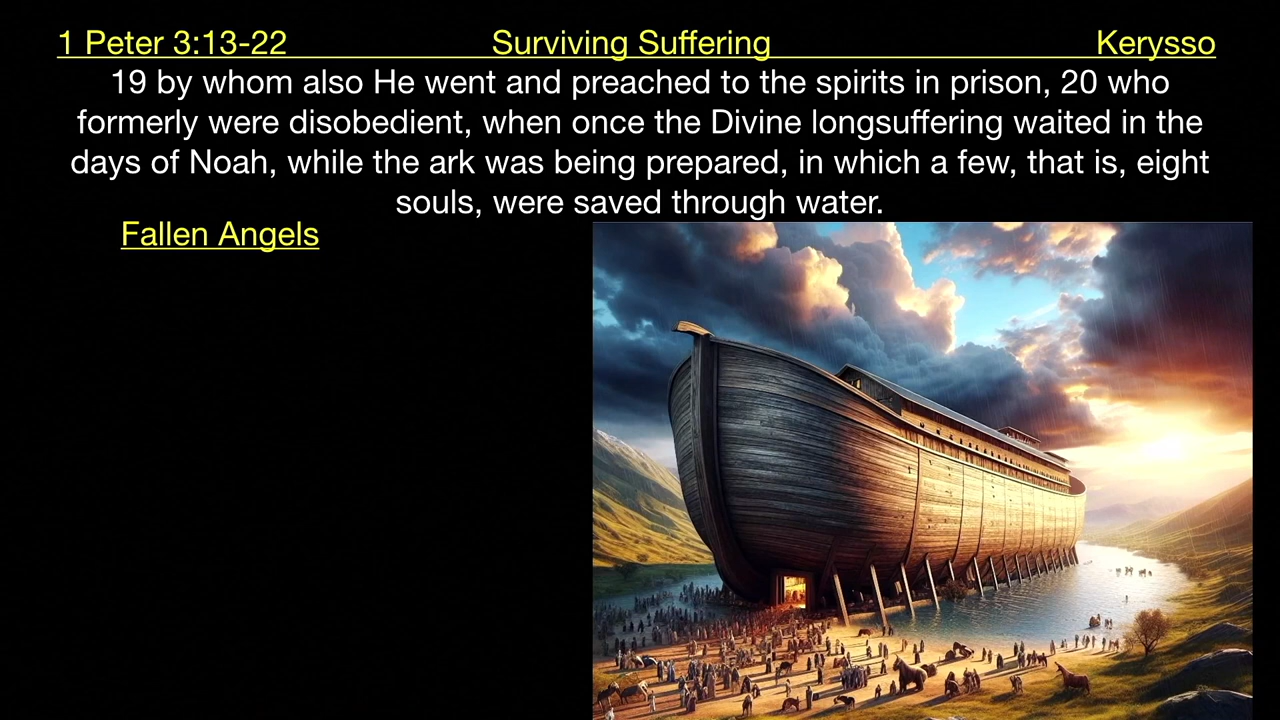 1 Peter 3:13-22 Surviving Suffering Kerysso
19 by whom also He went and preached to the spirits in prison, 20 who
formerly were disobedient, when once the Divine longsuffering waited in the
days of Noah, while the ark was being prepared, in which a few, that is, eight
souls, were saved through water.
Fallen Angels